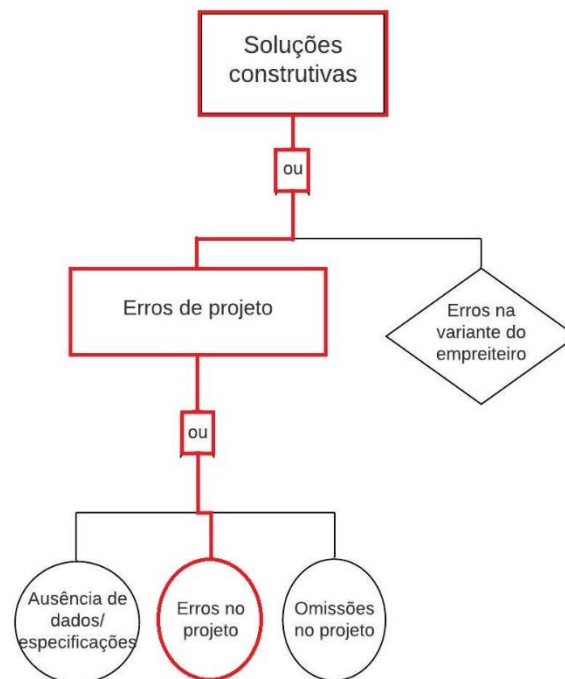 Soluções
construtivas
ou
Erros de projeto
Erros na
variante do
empreiteiro
ou
Ausência de
dados/
especificações
Erros no
projeto
Omissões
no projeto